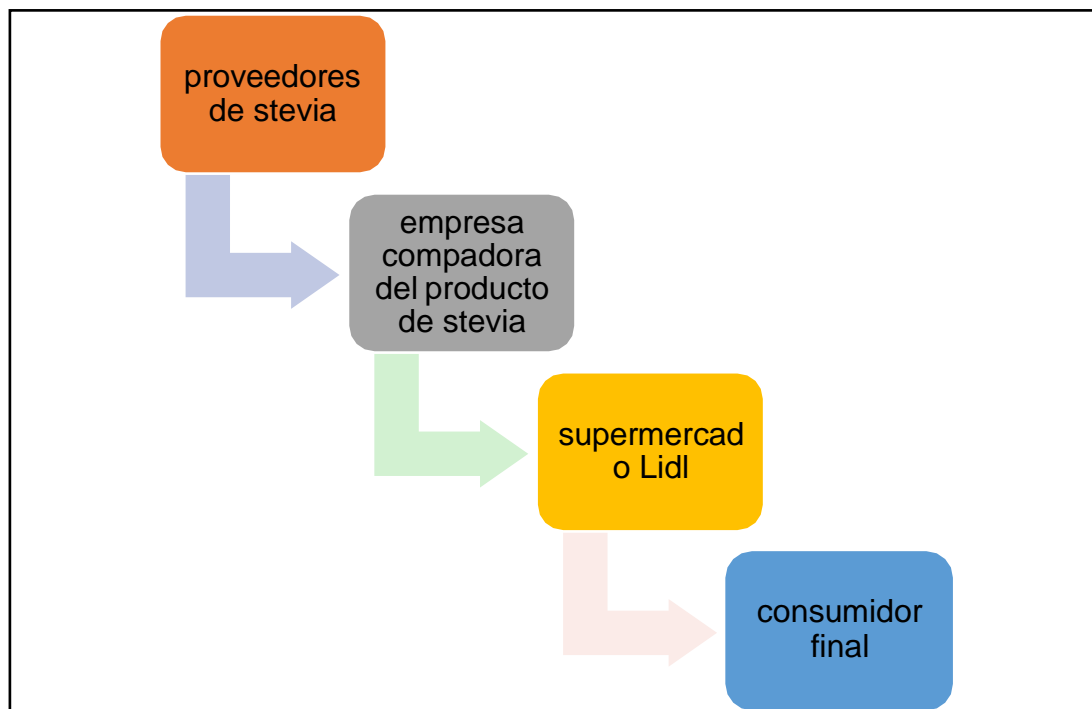 proveedores
de stevia
empresa
compadora
del producto
de stevia
supermercad
o Lidl
consumidor
final